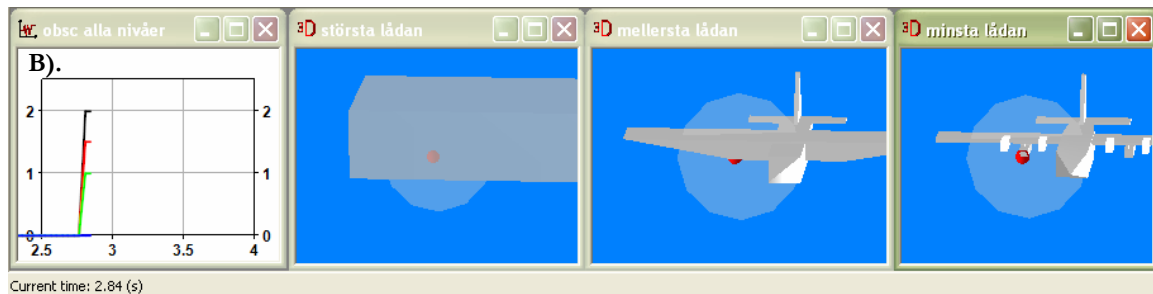 obsc alla nivåer
B).
2
1
0
2
1
0
2.5 3 3.5 4
3D största lådan
3D mellersta lådan
3D minsta lådan
Current time: 2.84 (s)